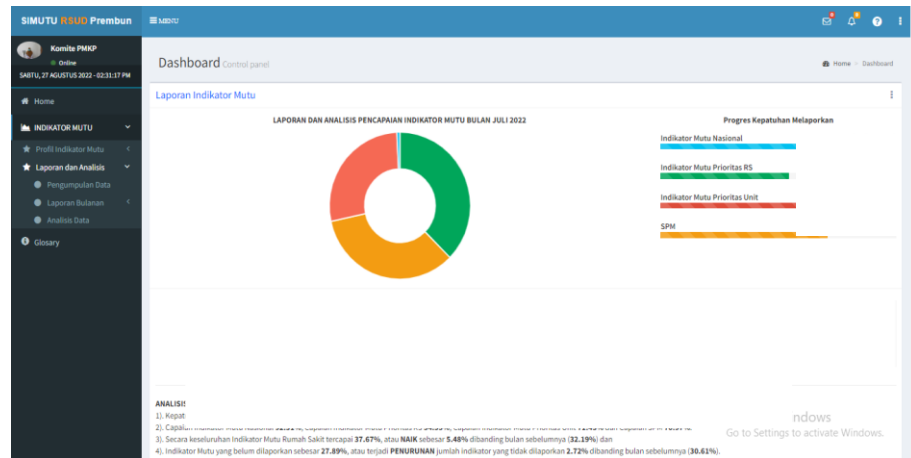 SIMUTU RSUD Prembun
MENU
Komite PMKP
Online
SABTU, 27 AGUSTUS 2022 - 02:31:17 PM
Home
INDIKATOR MUTU
Profil Indikator Mutu
Laporan dan Analisis
Pengumpulan Data
Laporan Bulanan
Analisis Data
Glosary
Dashboard Control panel
Home > Dashboard
Laporan Indikator Mutu
LAPORAN DAN ANALISIS PENCAPAIAN INDIKATOR MUTU BULAN JULI 2022
Progres Kepatuhan Melaporkan
Indikator Mutu Nasional
Indikator Mutu Prioritas RS
Indikator Mutu Prioritas Unit
SPM
ANALISI
1). Kepat
2). Capaian
3). Secara keseluruhan Indikator Mutu Rumah Sakit tercapai 37.67%, atau NAIK sebesar 5.48% dibanding bulan sebelumnya (32.19%) dan
4). Indikator Mutu yang belum dilaporkan sebesar 27.89%, atau terjadi PENURUNAN jumlah indikator yang tidak dilaporkan 2.72% dibanding bulan sebelumnya (30.61%).
ndows
Go to Settings to activate Windows.